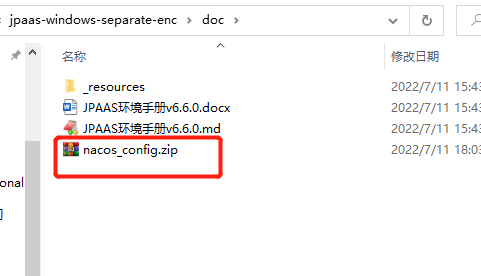 jpaas-windows-separate-enc › doc
名称
修改日期
_resources
2022/7/11 15:43
JPAAS环境手册v6.6.0.docx
2022/7/11 15:43
JPAAS环境手册v6.6.0.md
2022/7/11 15:43
nacos_config.zip
2022/7/11 18:03
onal